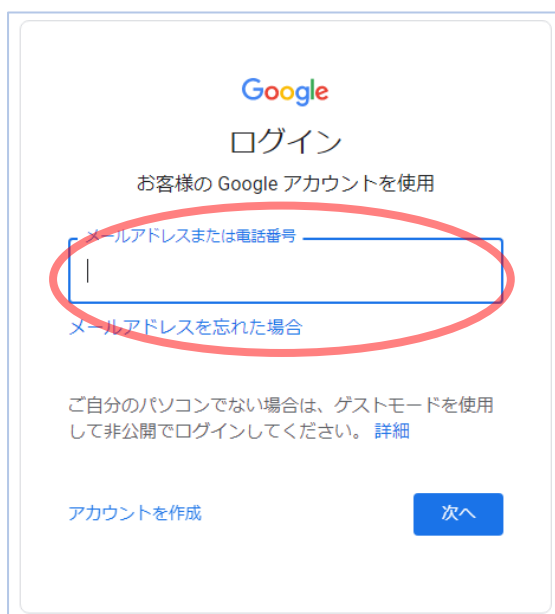 Google
ログイン
お客様の Google アカウントを使用
メールアドレスまたは電話番号
メールアドレスを忘れた場合
ご自分のパソコンでない場合は、ゲストモードを使用
して非公開でログインしてください。 詳細
アカウントを作成
次へ